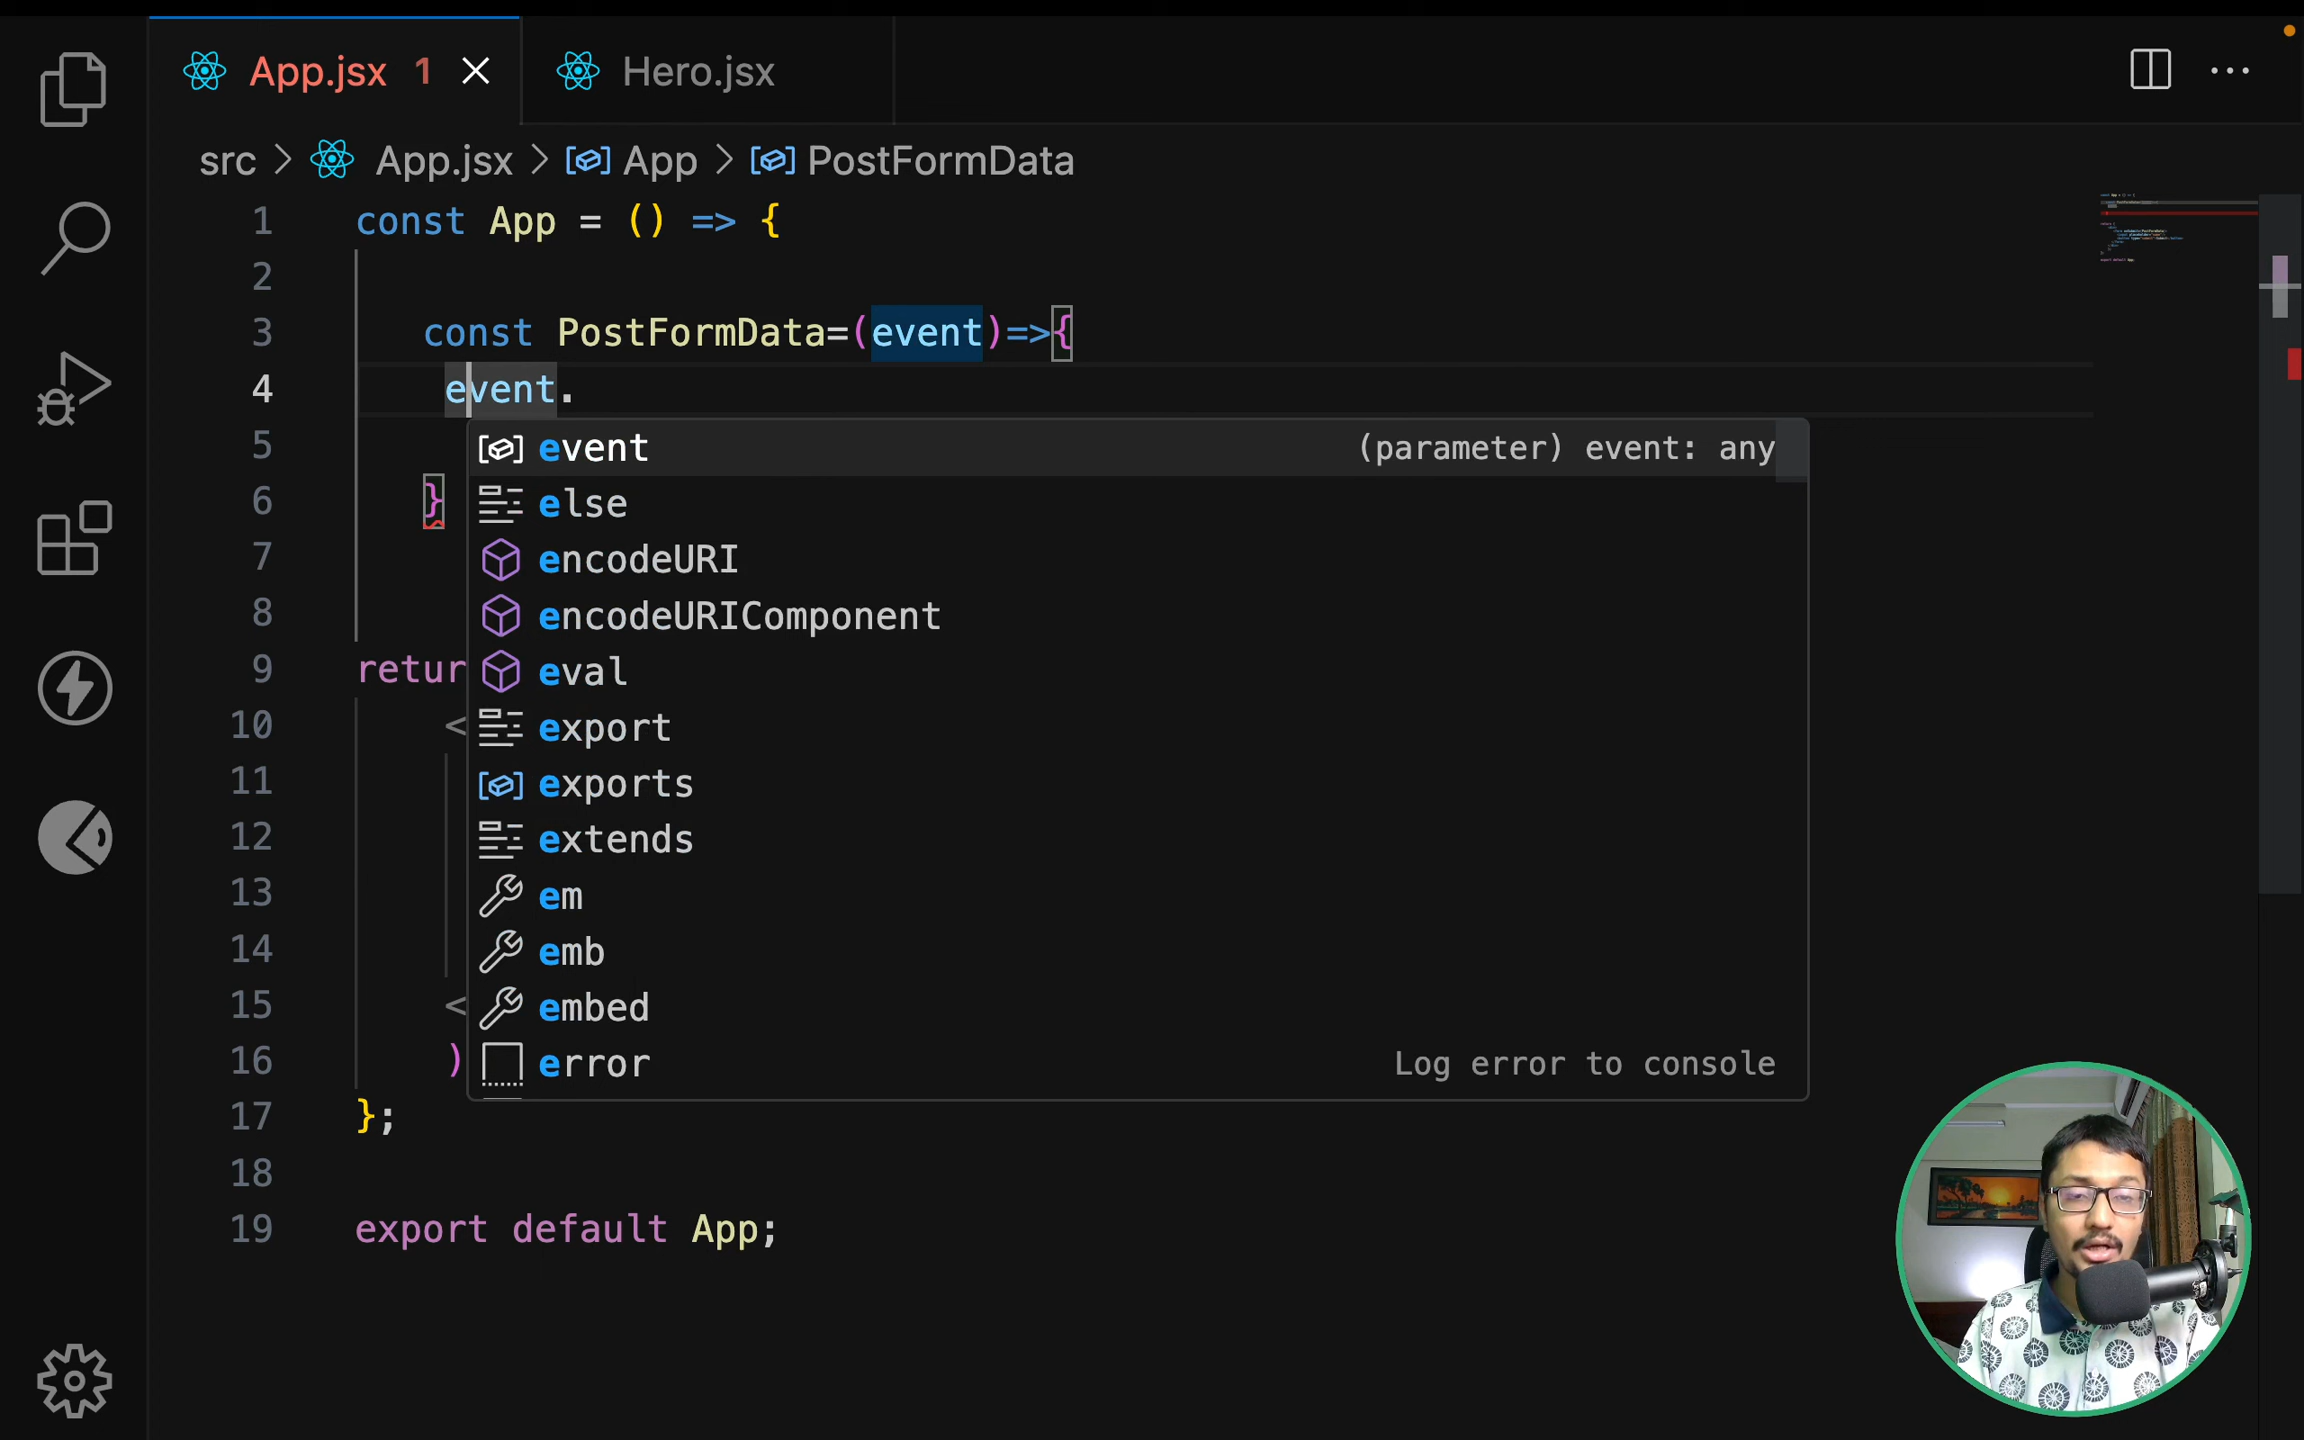 App.jsx 1
Hero.jsx
src > App.jsx > App > PostFormData
1 const App = () => {
2
3 const PostFormData=(event)=>{
4 event.
5
6 }
7
8
9 retur
10 <
11
12
13
14
15 <
16 )
17 };
18
19 export default App;
event (parameter) event: any
else
encodeURI
encodeURIComponent
eval
export
exports
extends
em
emb
embed
error Log error to console